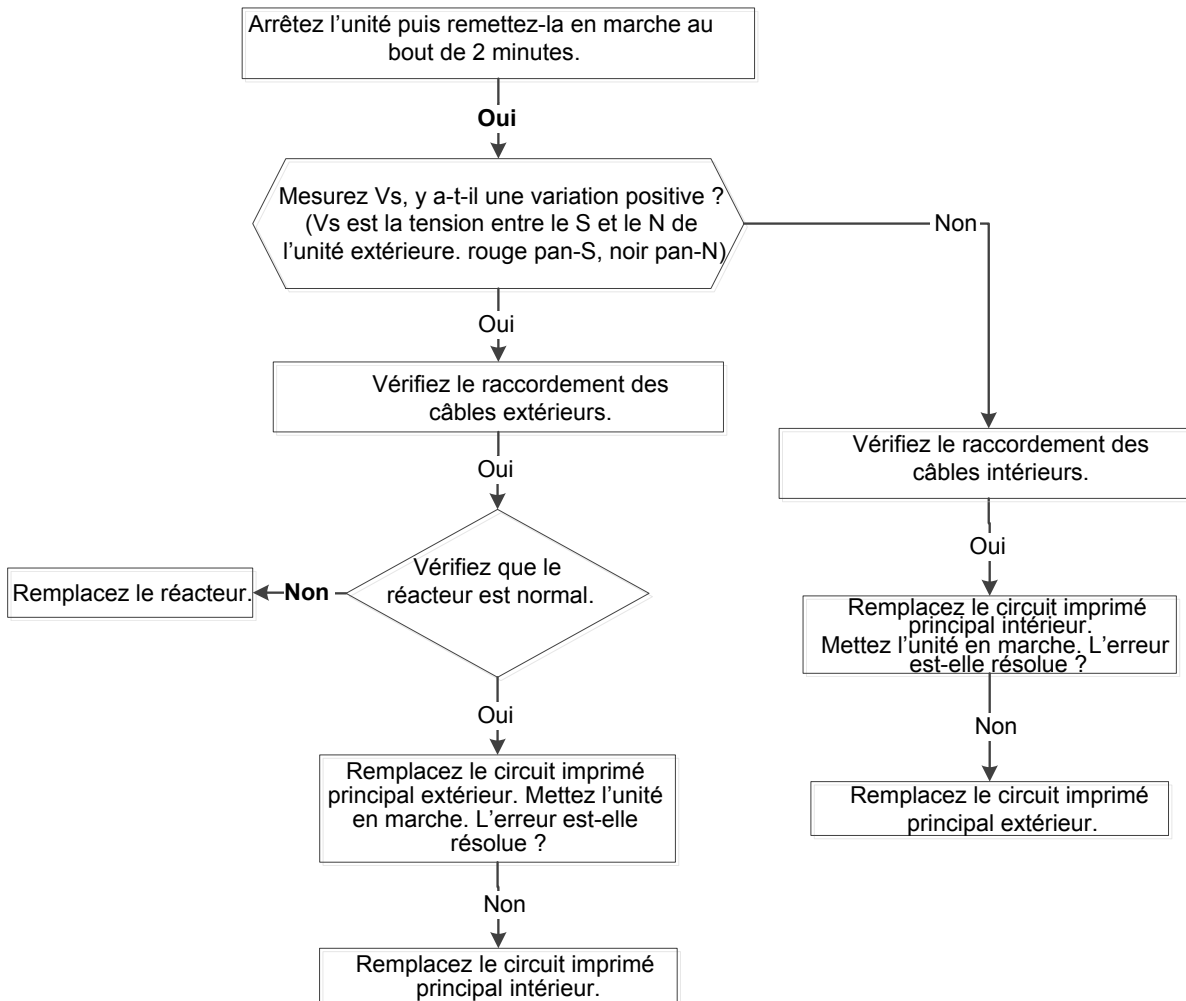 Arrêtez l’unité puis remettez-la en marche au
bout de 2 minutes.
Oui
Mesurez Vs, y a-t-il une variation positive ?
(Vs est la tension entre le S et le N de
l’unité extérieure. rouge pan-S, noir pan-N)
Non
Oui
Vérifiez le raccordement des
câbles extérieurs.
Vérifiez le raccordement des
câbles intérieurs.
Oui
Oui
Vérifiez que le
réacteur est normal.
Non
Remplacez le réacteur.
Remplacez le circuit imprimé
principal intérieur.
Mettez l’unité en marche. L’erreur
est-elle résolue ?
Oui
Non
Remplacez le circuit imprimé
principal extérieur. Mettez l’unité
en marche. L’erreur est-elle
résolue ?
Remplacez le circuit imprimé
principal extérieur.
Non
Remplacez le circuit imprimé
principal intérieur.